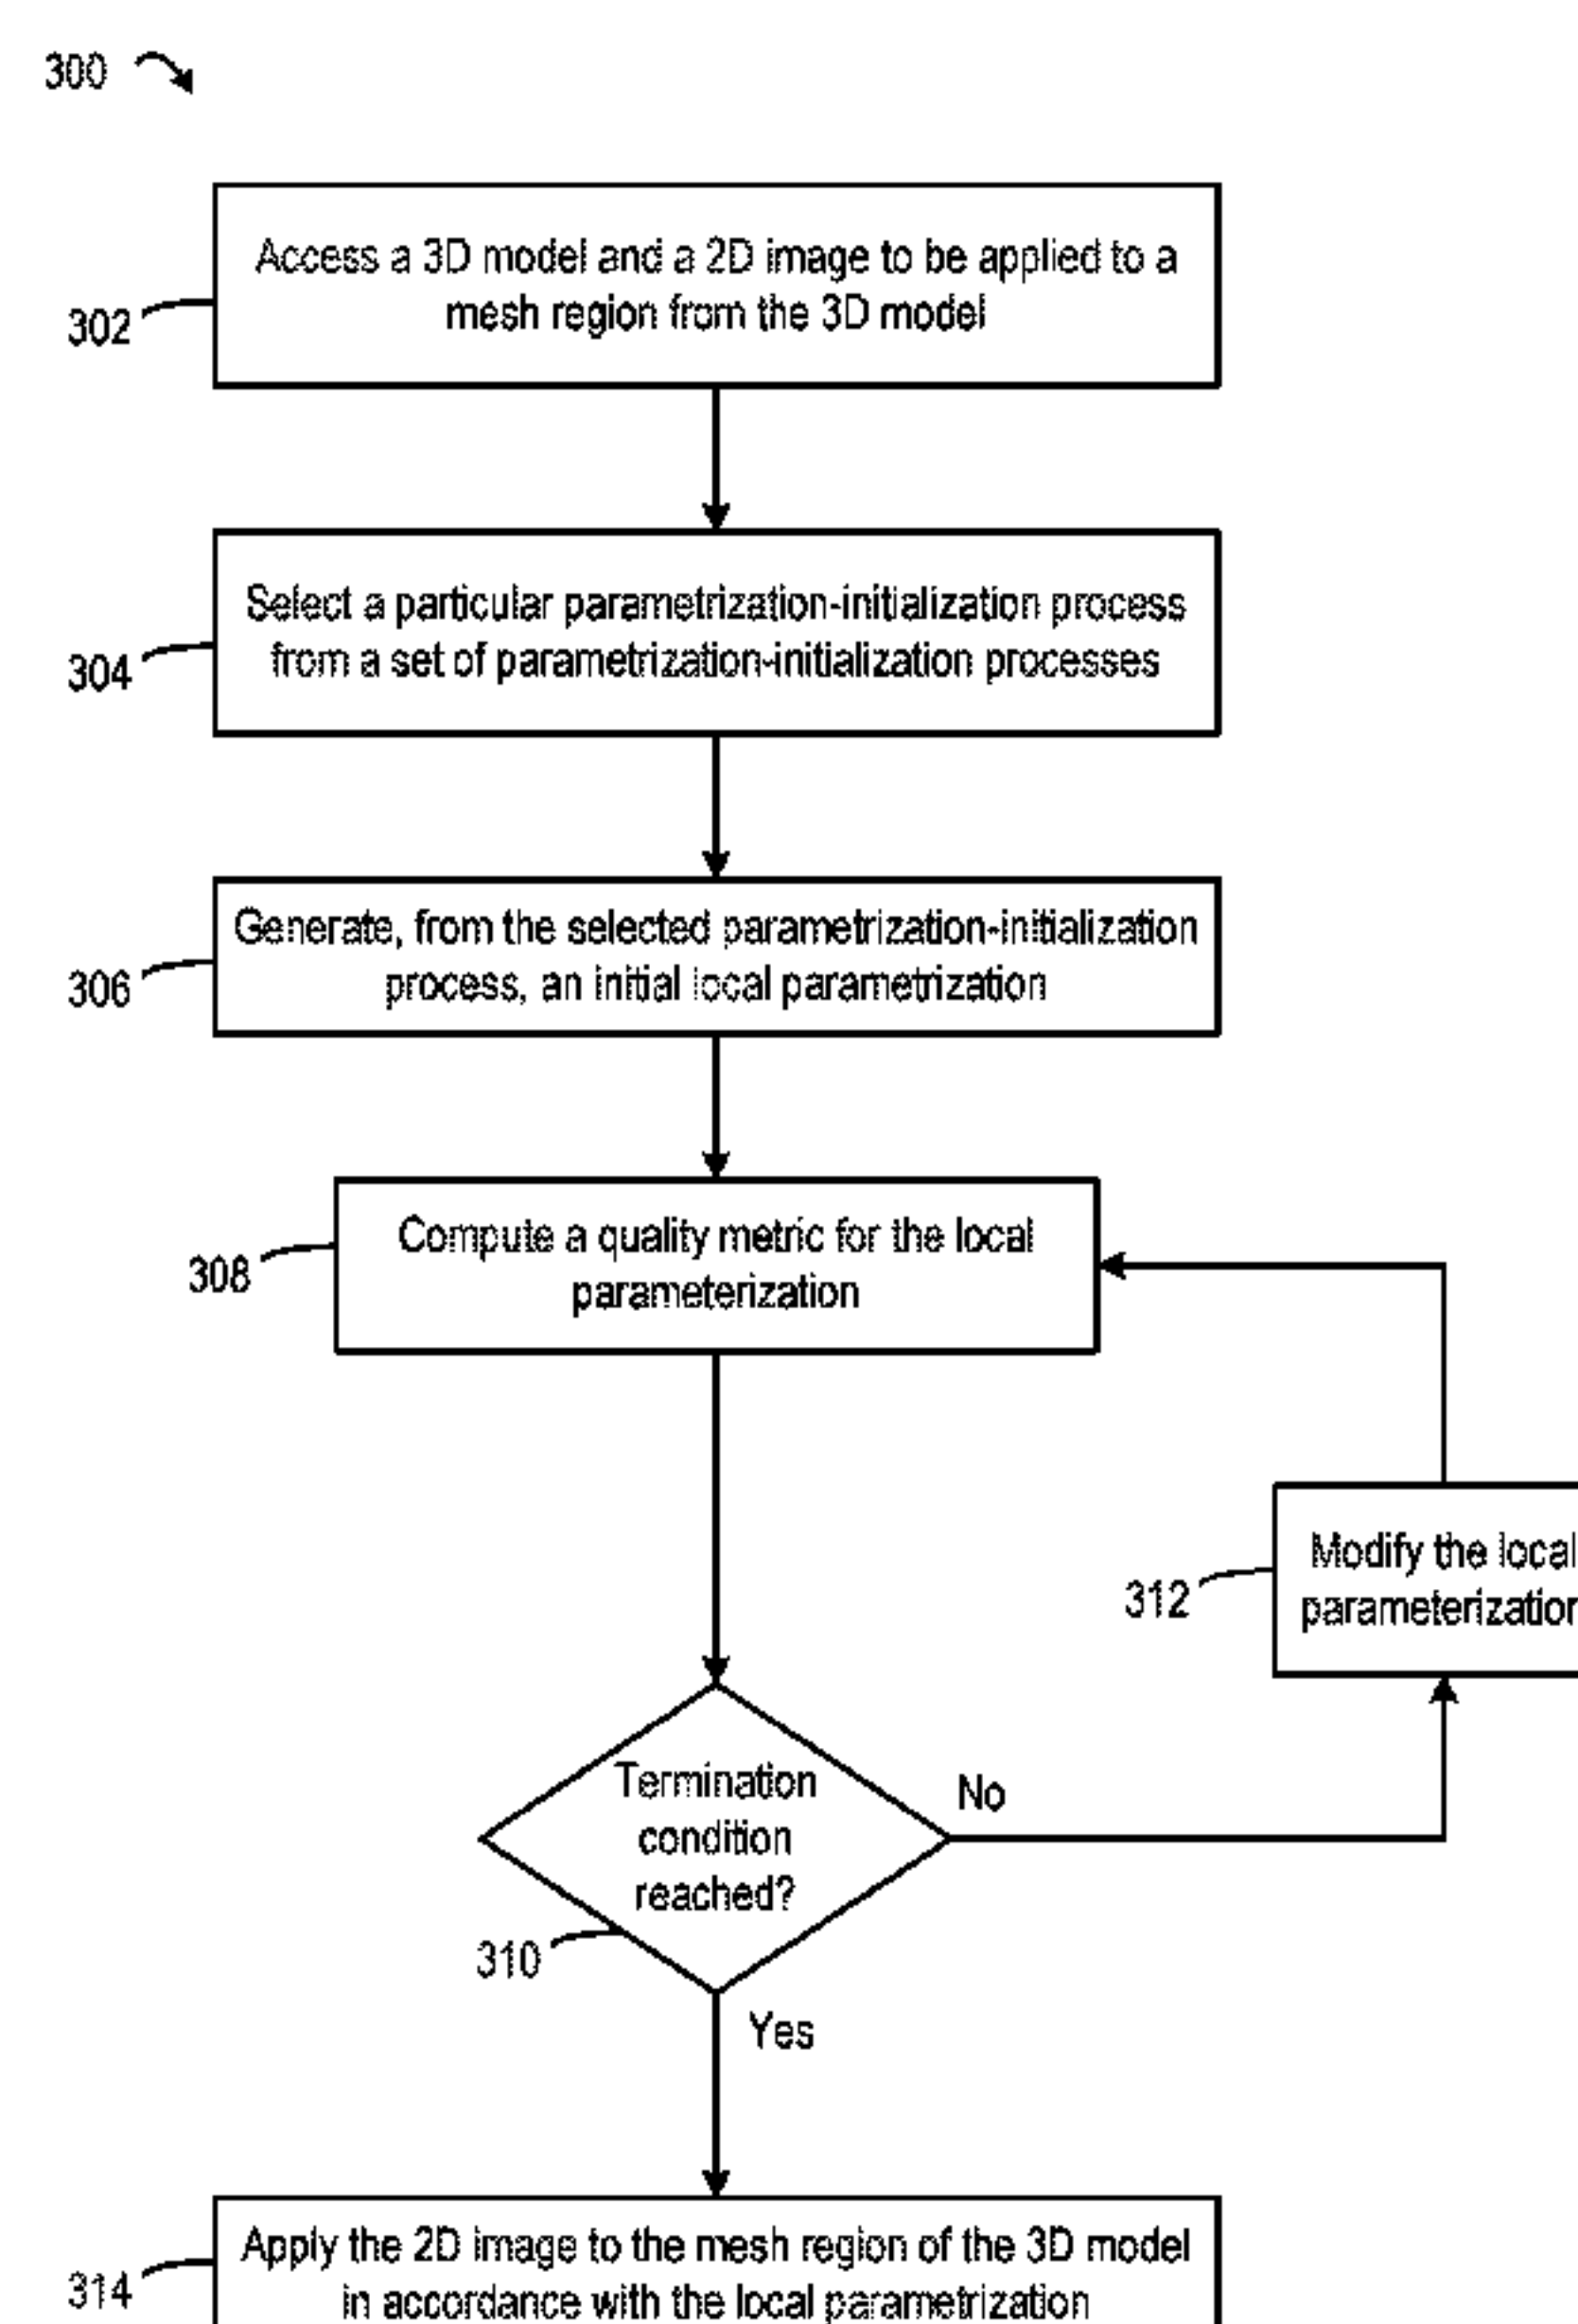 300
Access a 3D model and a 2D image to be applied to a
mesh region from the 3D model
302
Select a particular parametrization-initialization process
from a set of parametrization-initialization processes
304
Generate, from the selected parametrization-initialization
process, an initial local parametrization
306
Compute a quality metric for the local
parameterization
308
Modify the local
parameterization
312
Termination
condition
reached?
No
310
Yes
Apply the 2D image to the mesh region of the 3D model
in accordance with the local parametrization
314